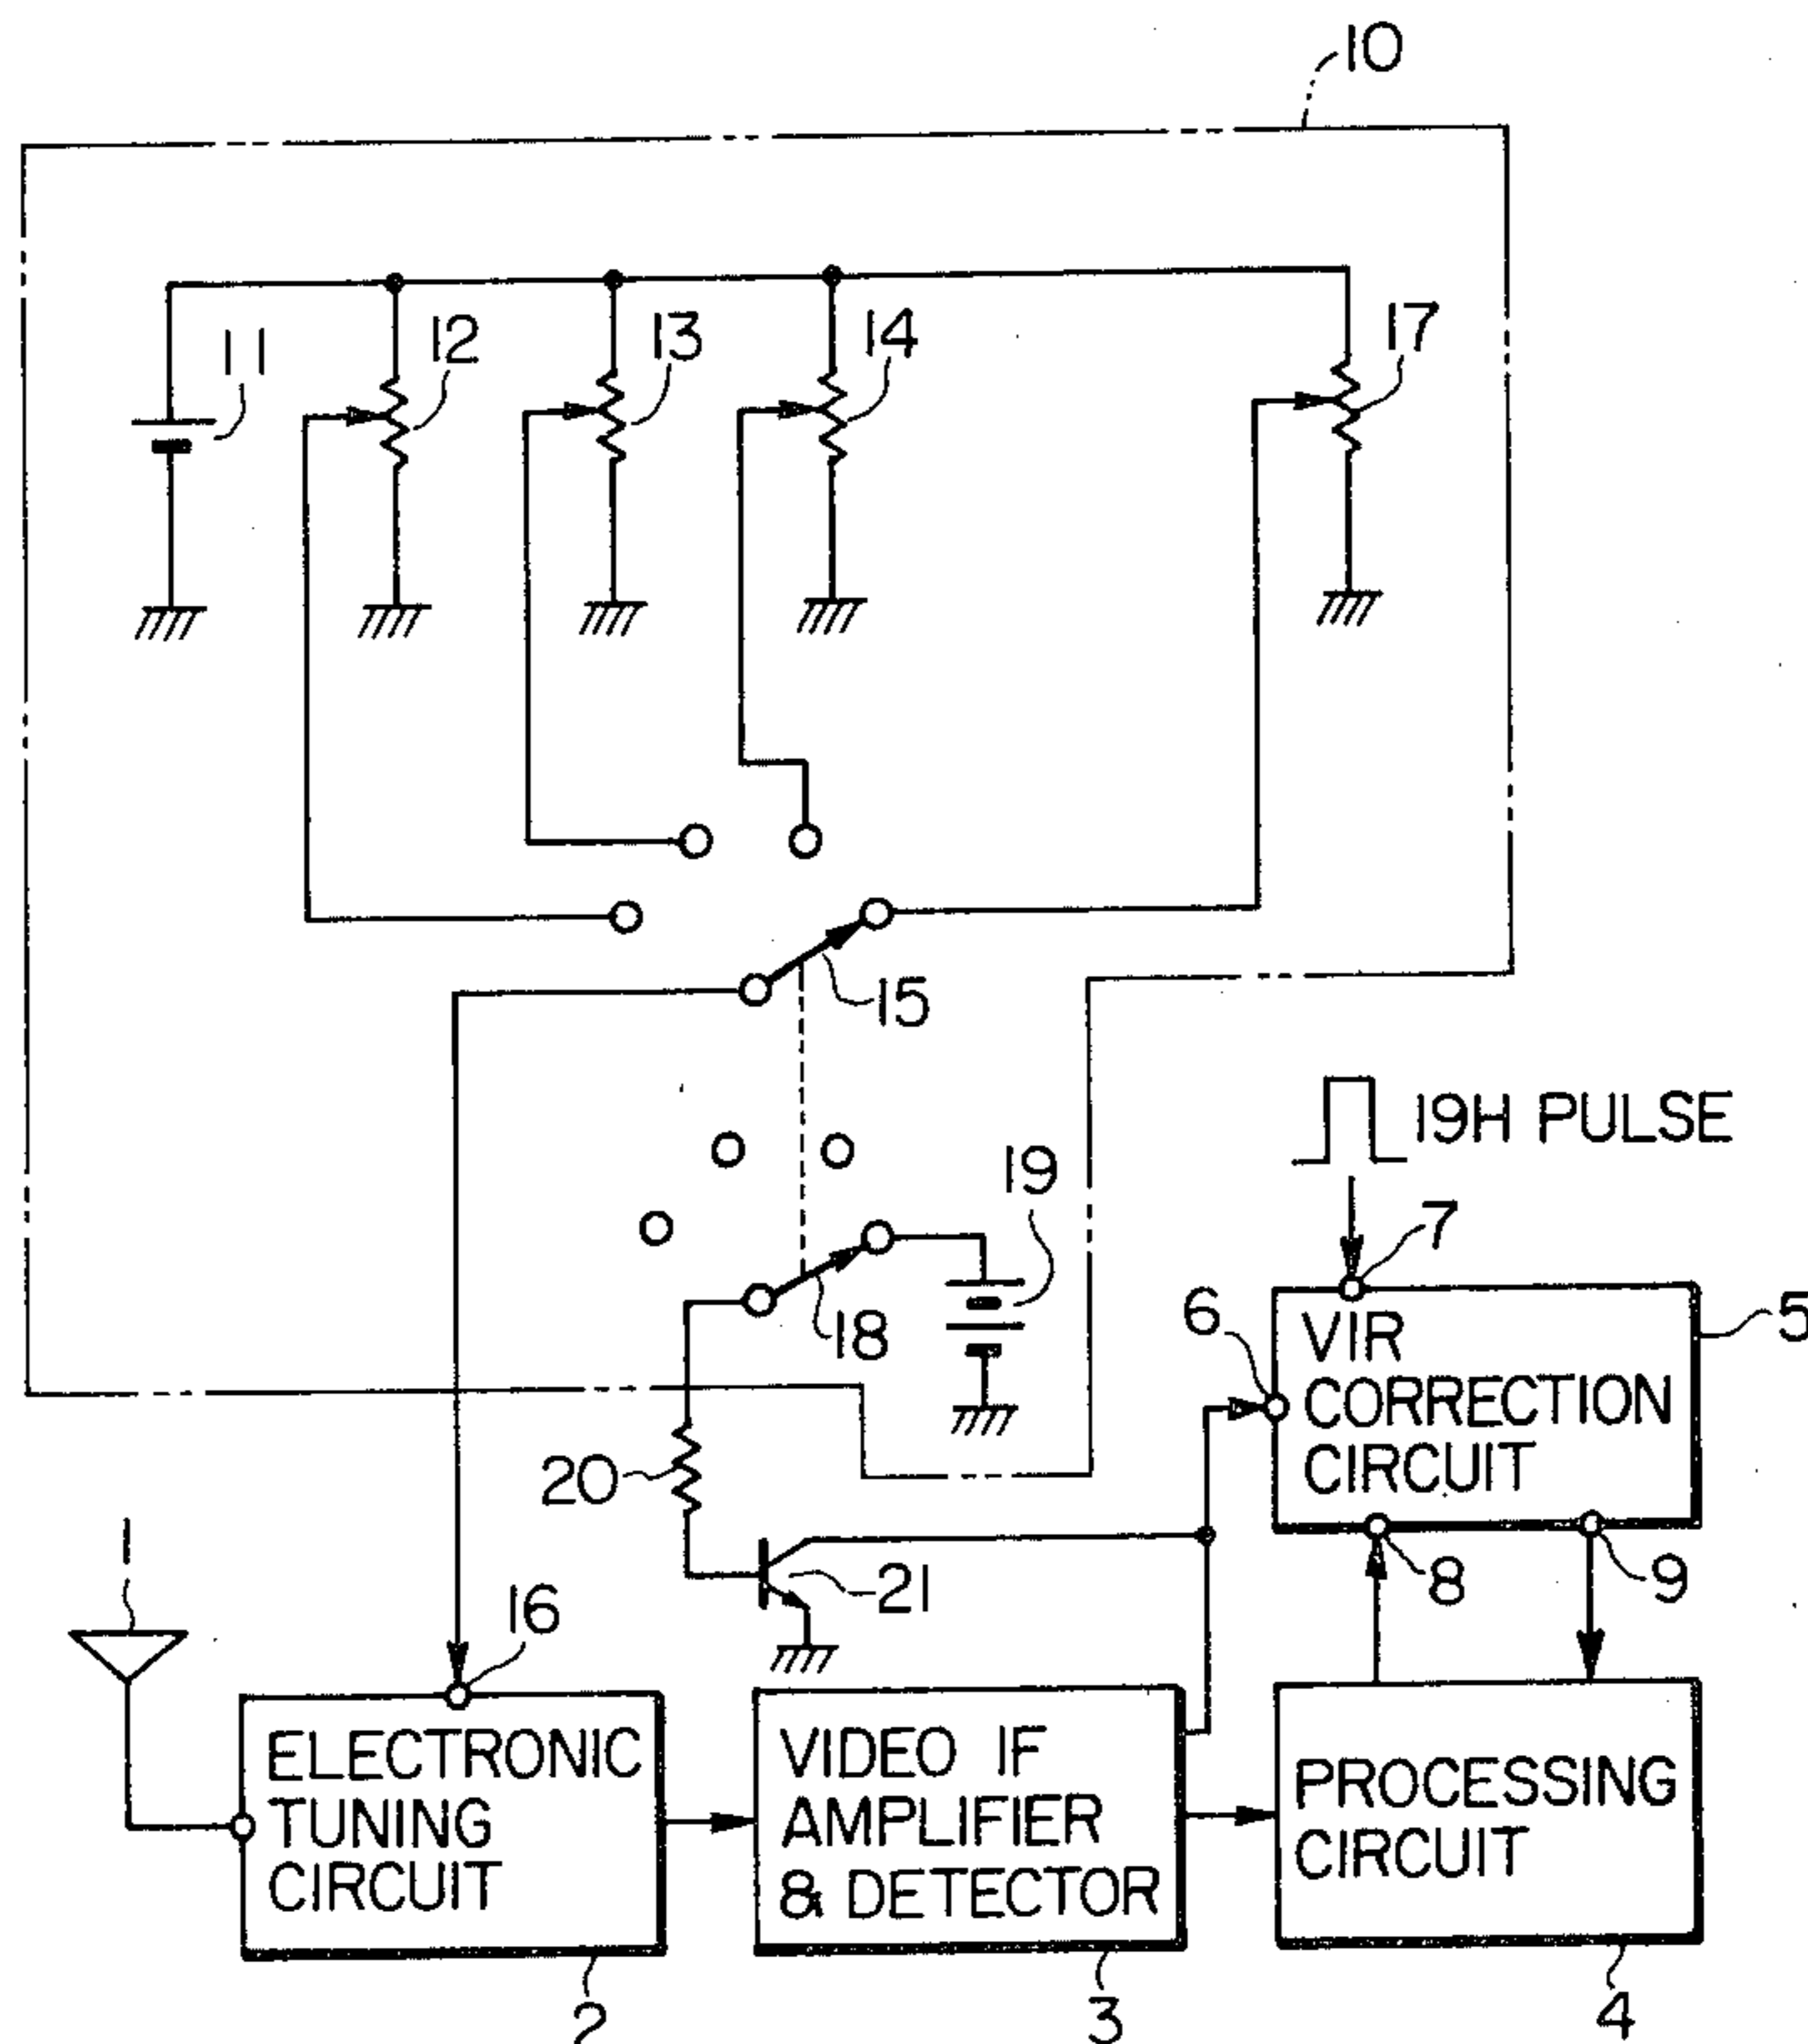 10
11
12
13
14
17
15
19H PULSE
19
7
6
5
18
VIR
CORRECTION
CIRCUIT
20
1
21
8
9
16
ELECTRONIC
TUNING
CIRCUIT
VIDEO IF
AMPLIFIER
& DETECTOR
PROCESSING
CIRCUIT
2
3
4